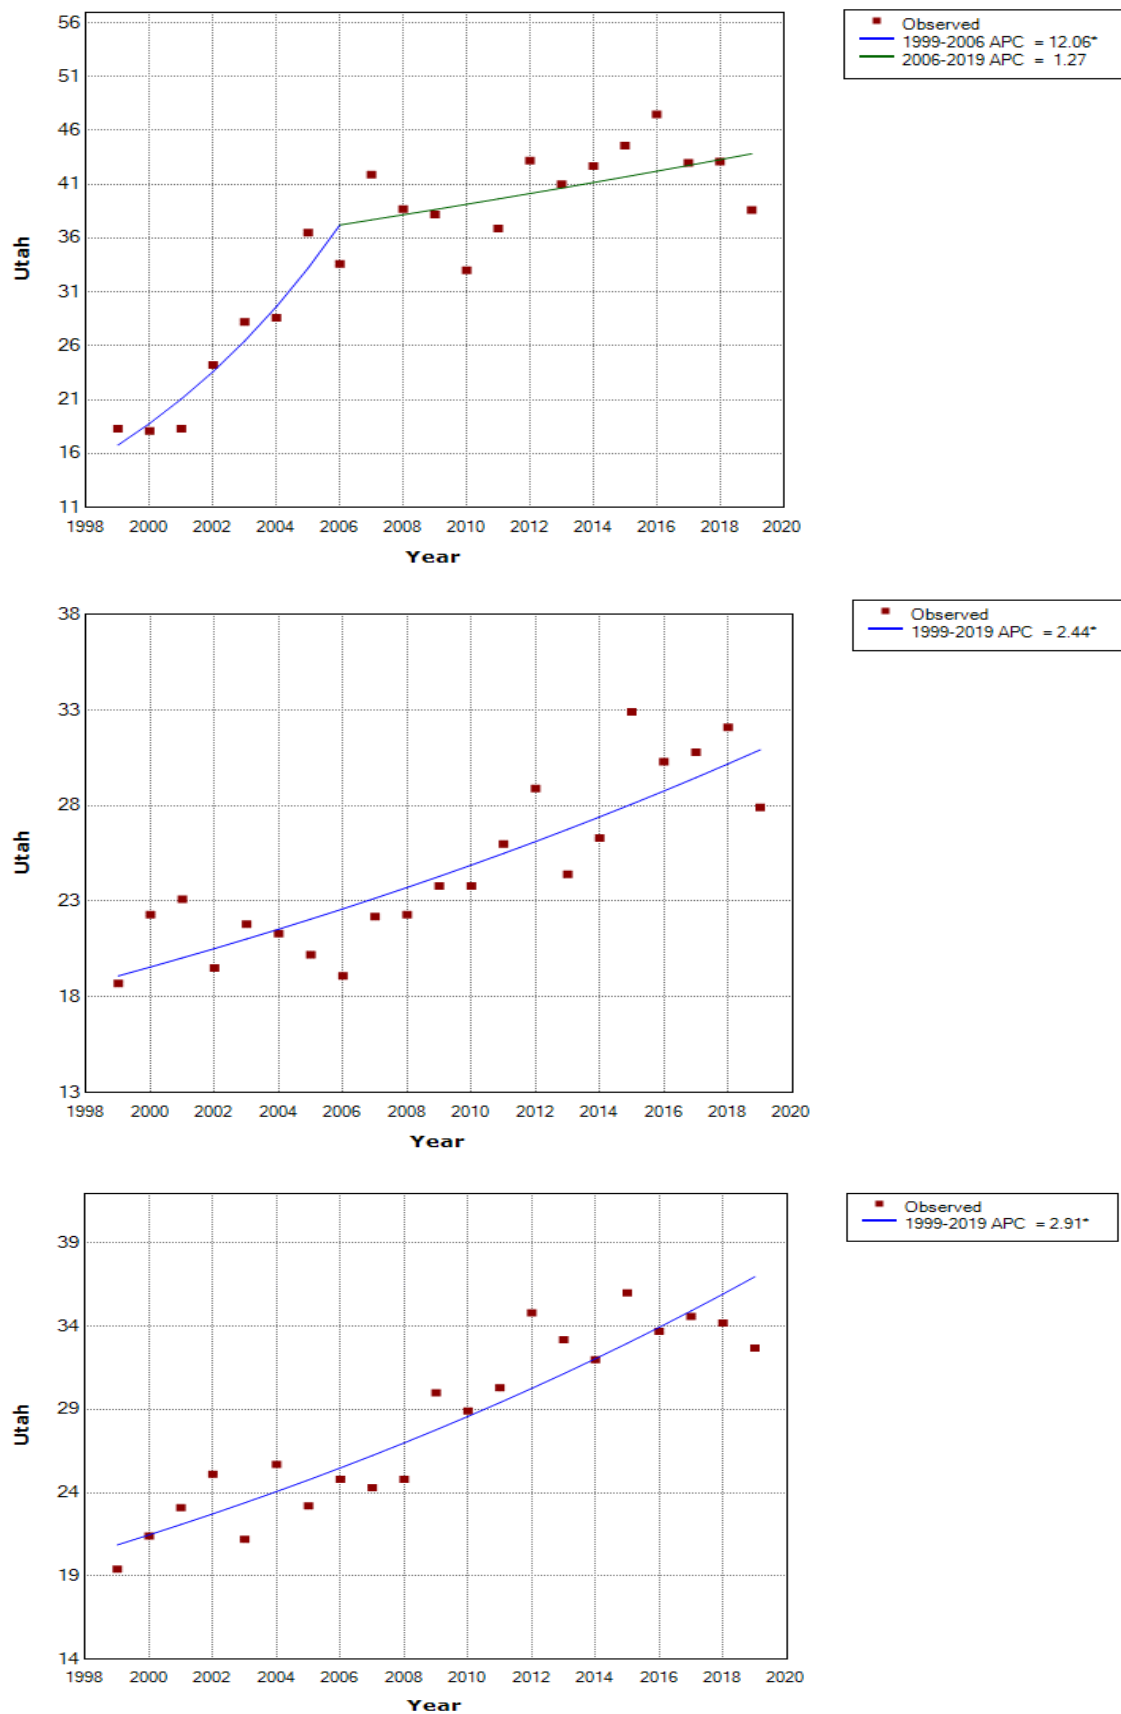 56
51
46
41
36
31
26
21
16
11
Utah
1998 2000 2002 2004 2006 2008 2010 2012 2014 2016 2018 2020
Year
Observed
1999-2006 APC = 12.06*
2006-2019 APC = 1.27
38
33
28
23
18
13
Utah
1998 2000 2002 2004 2006 2008 2010 2012 2014 2016 2018 2020
Year
Observed
1999-2019 APC = 2.44*
39
34
29
24
19
14
Utah
1998 2000 2002 2004 2006 2008 2010 2012 2014 2016 2018 2020
Year
Observed
1999-2019 APC = 2.91*